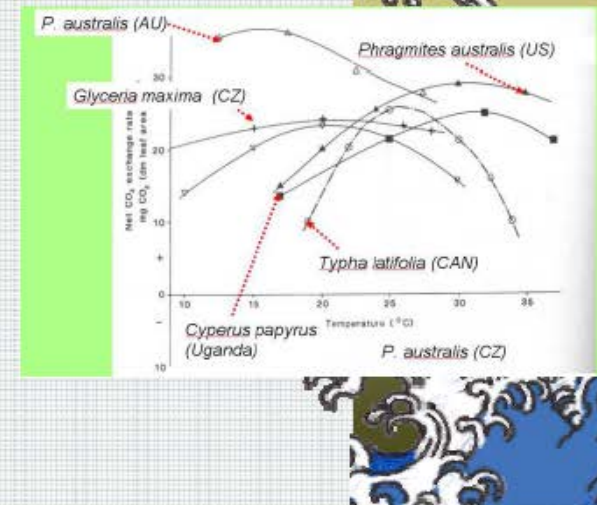 P. australis (AU)
Phragmites australis (US)
30
Glyceria maxima (CZ)
Net CO₂ exchange rate
mg CO₂ (dm leaf area)
20
10
+
Typha latifolia (CAN)
0
10 15 20 25 30 35
–
Temperature (°C)
Cyperus papyrus
(Uganda)
P. australis (CZ)
10